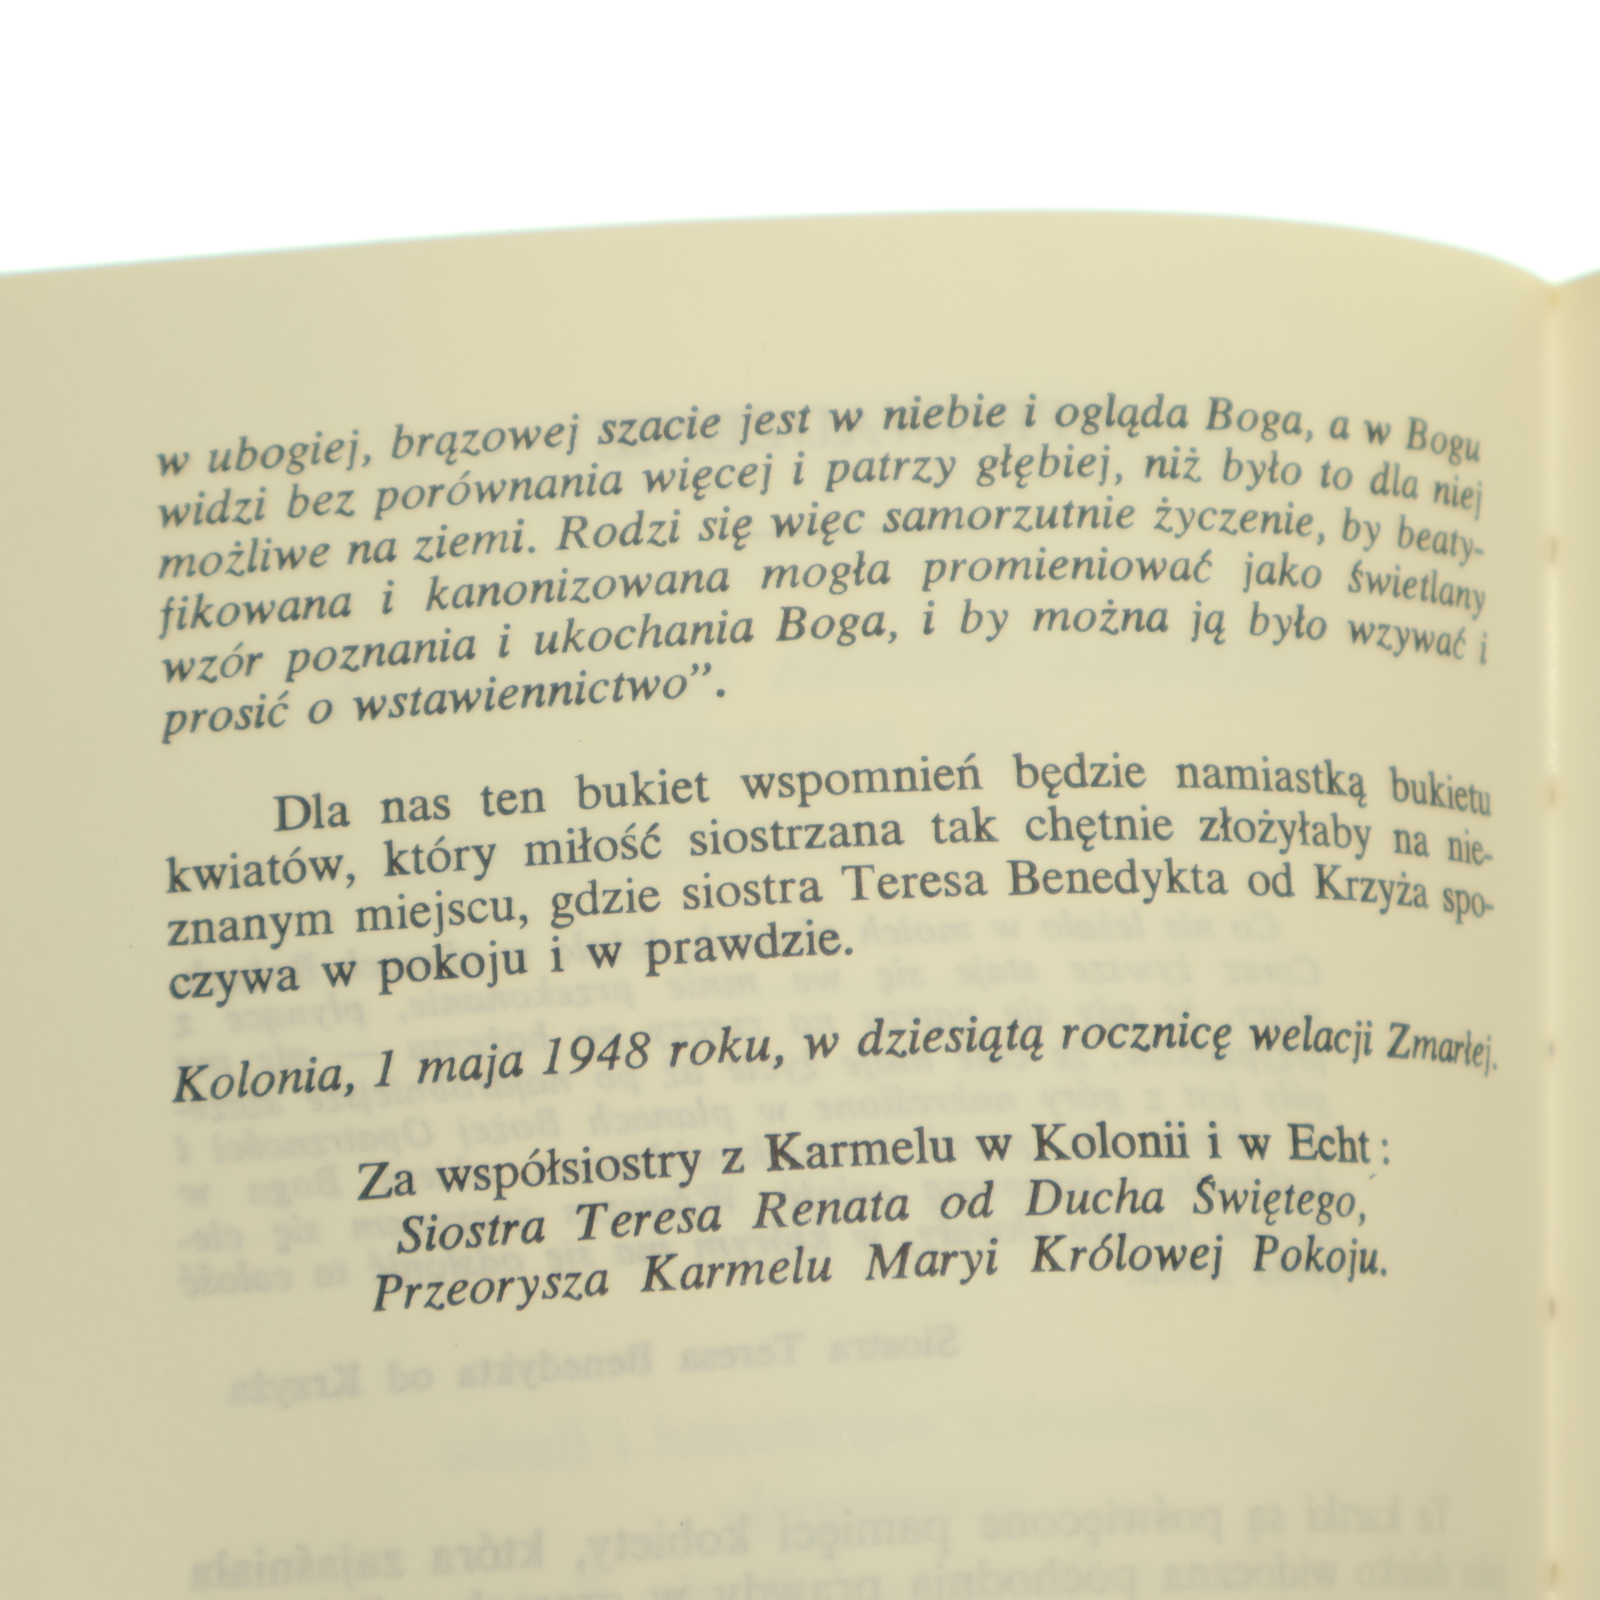 w ubogiej, brązowej szacie jest w niebie i ogląda Boga, a w Bogu
widzi bez porównania więcej i patrzy głębiej, niż było to dla niej
możliwe na ziemi. Rodzi się więc samorzutnie życzenie, by beaty-
fikowana i kanonizowana mogła promieniować jako świetlany
wzór poznania i ukochania Boga, i by można ją było wzywać i
prosić o wstawiennictwo”.
Dla nas ten bukiet wspomnień będzie namiastką bukietu
kwiatów, który miłość siostrzana tak chętnie złożyłaby na nie-
znanym miejscu, gdzie siostra Teresa Benedykta od Krzyża spo-
czywa w pokoju i w prawdzie.
Kolonia, 1 maja 1948 roku, w dziesiątą rocznicę welacji Zmarłej.
Za współsiostry z Karmelu w Kolonii i w Echt:
Siostra Teresa Renata od Ducha Świętego,
Przeorysza Karmelu Maryi Królowej Pokoju.